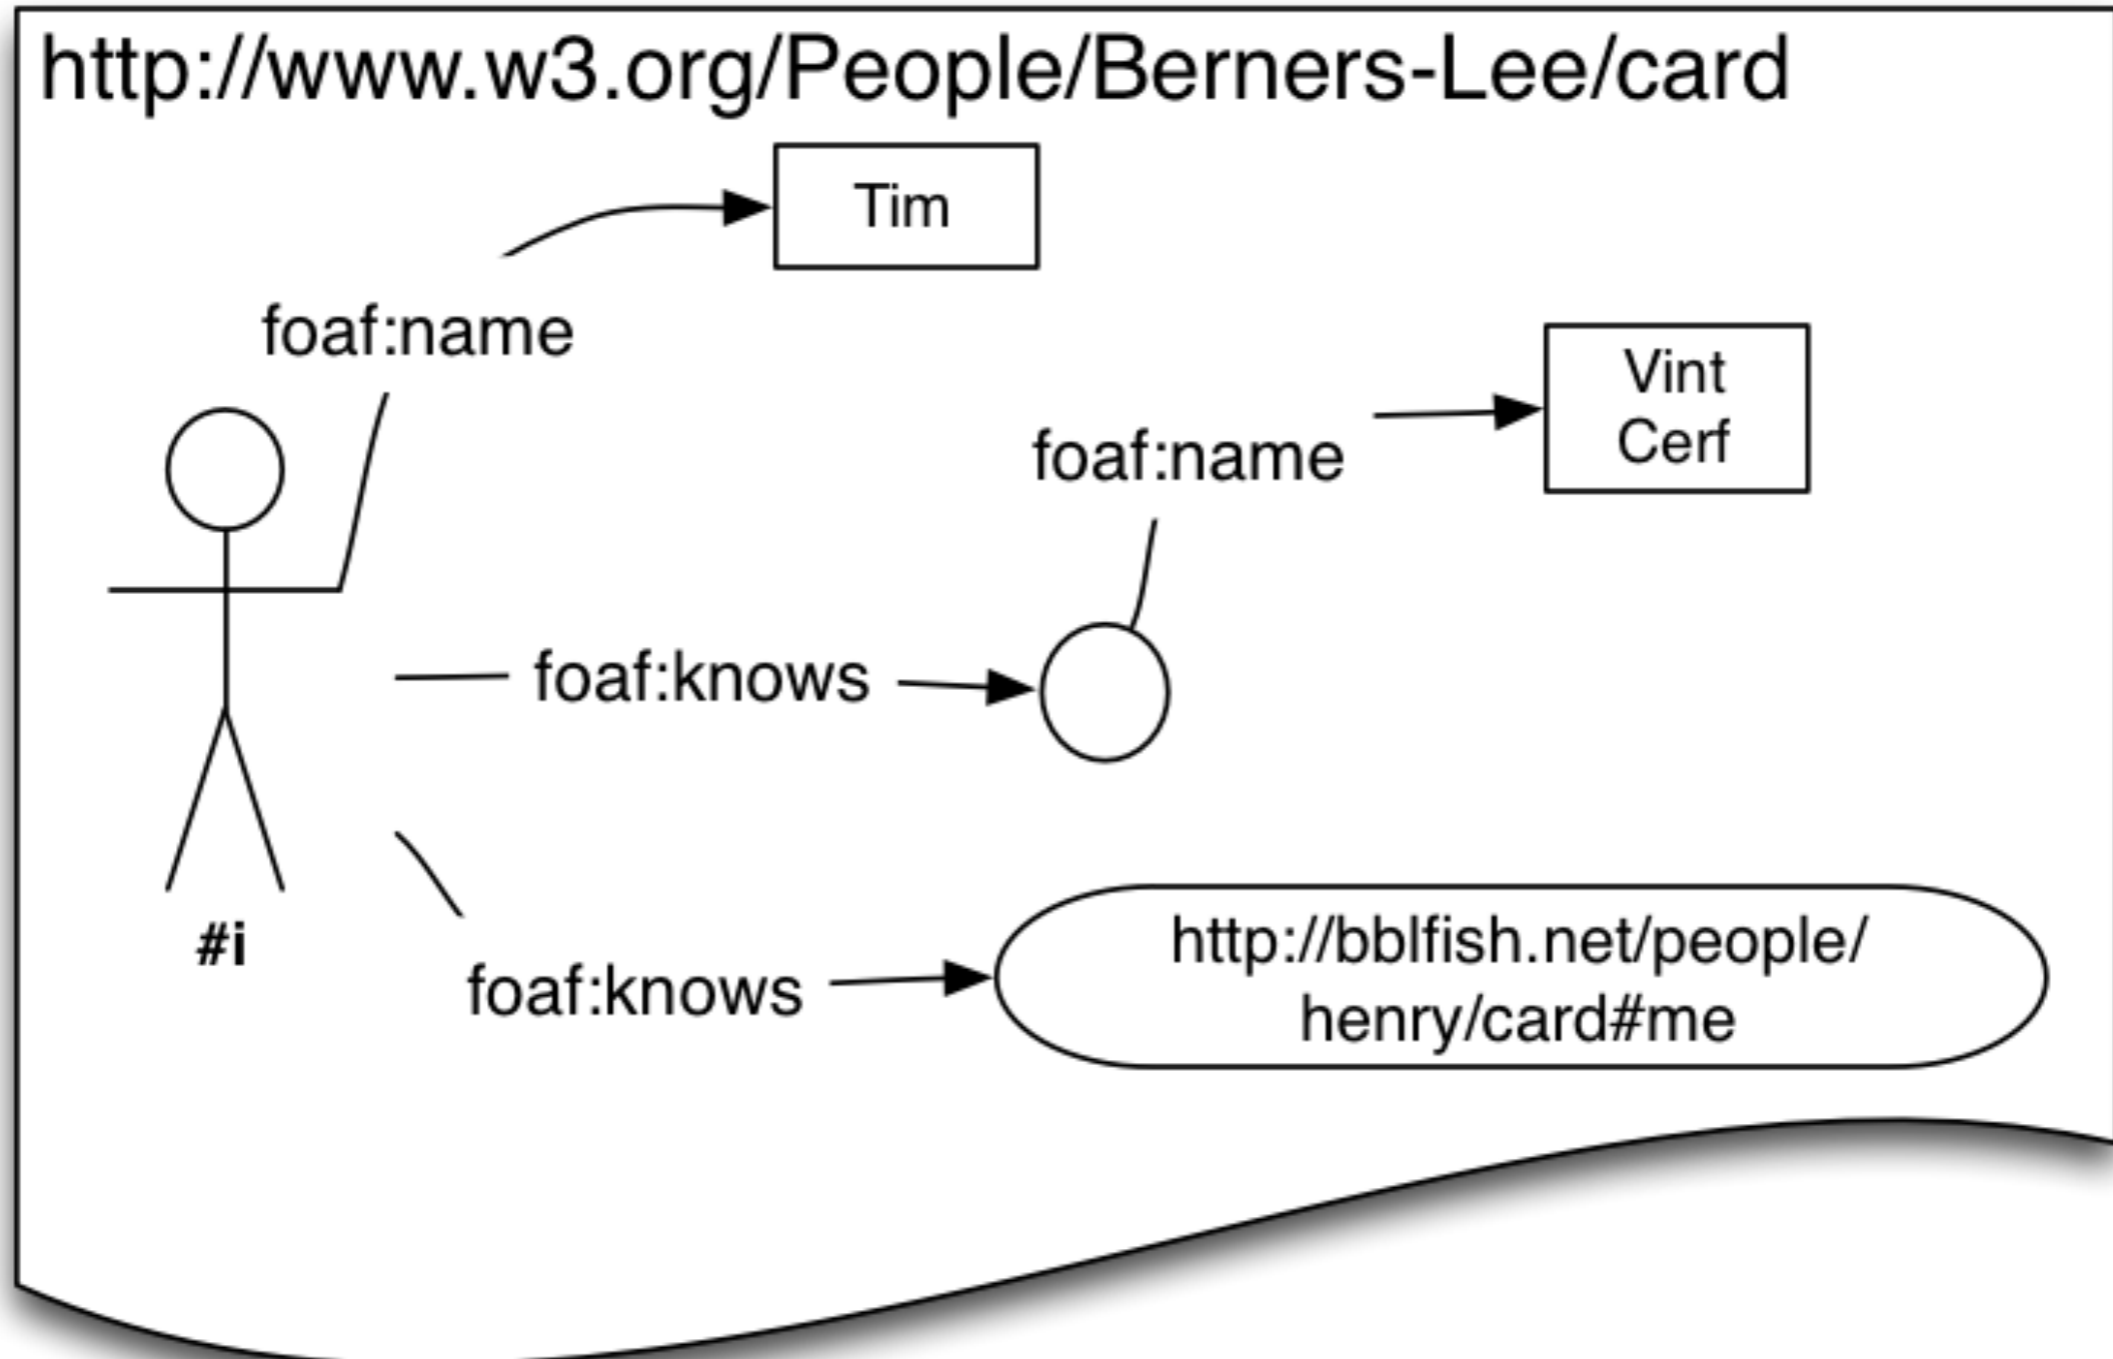 http://www.w3.org/People/Berners-Lee/card
Tim
foaf:name
Vint
Cerf
foaf:name
foaf:knows
#i
foaf:knows
http://bblfish.net/people/
henry/card#me